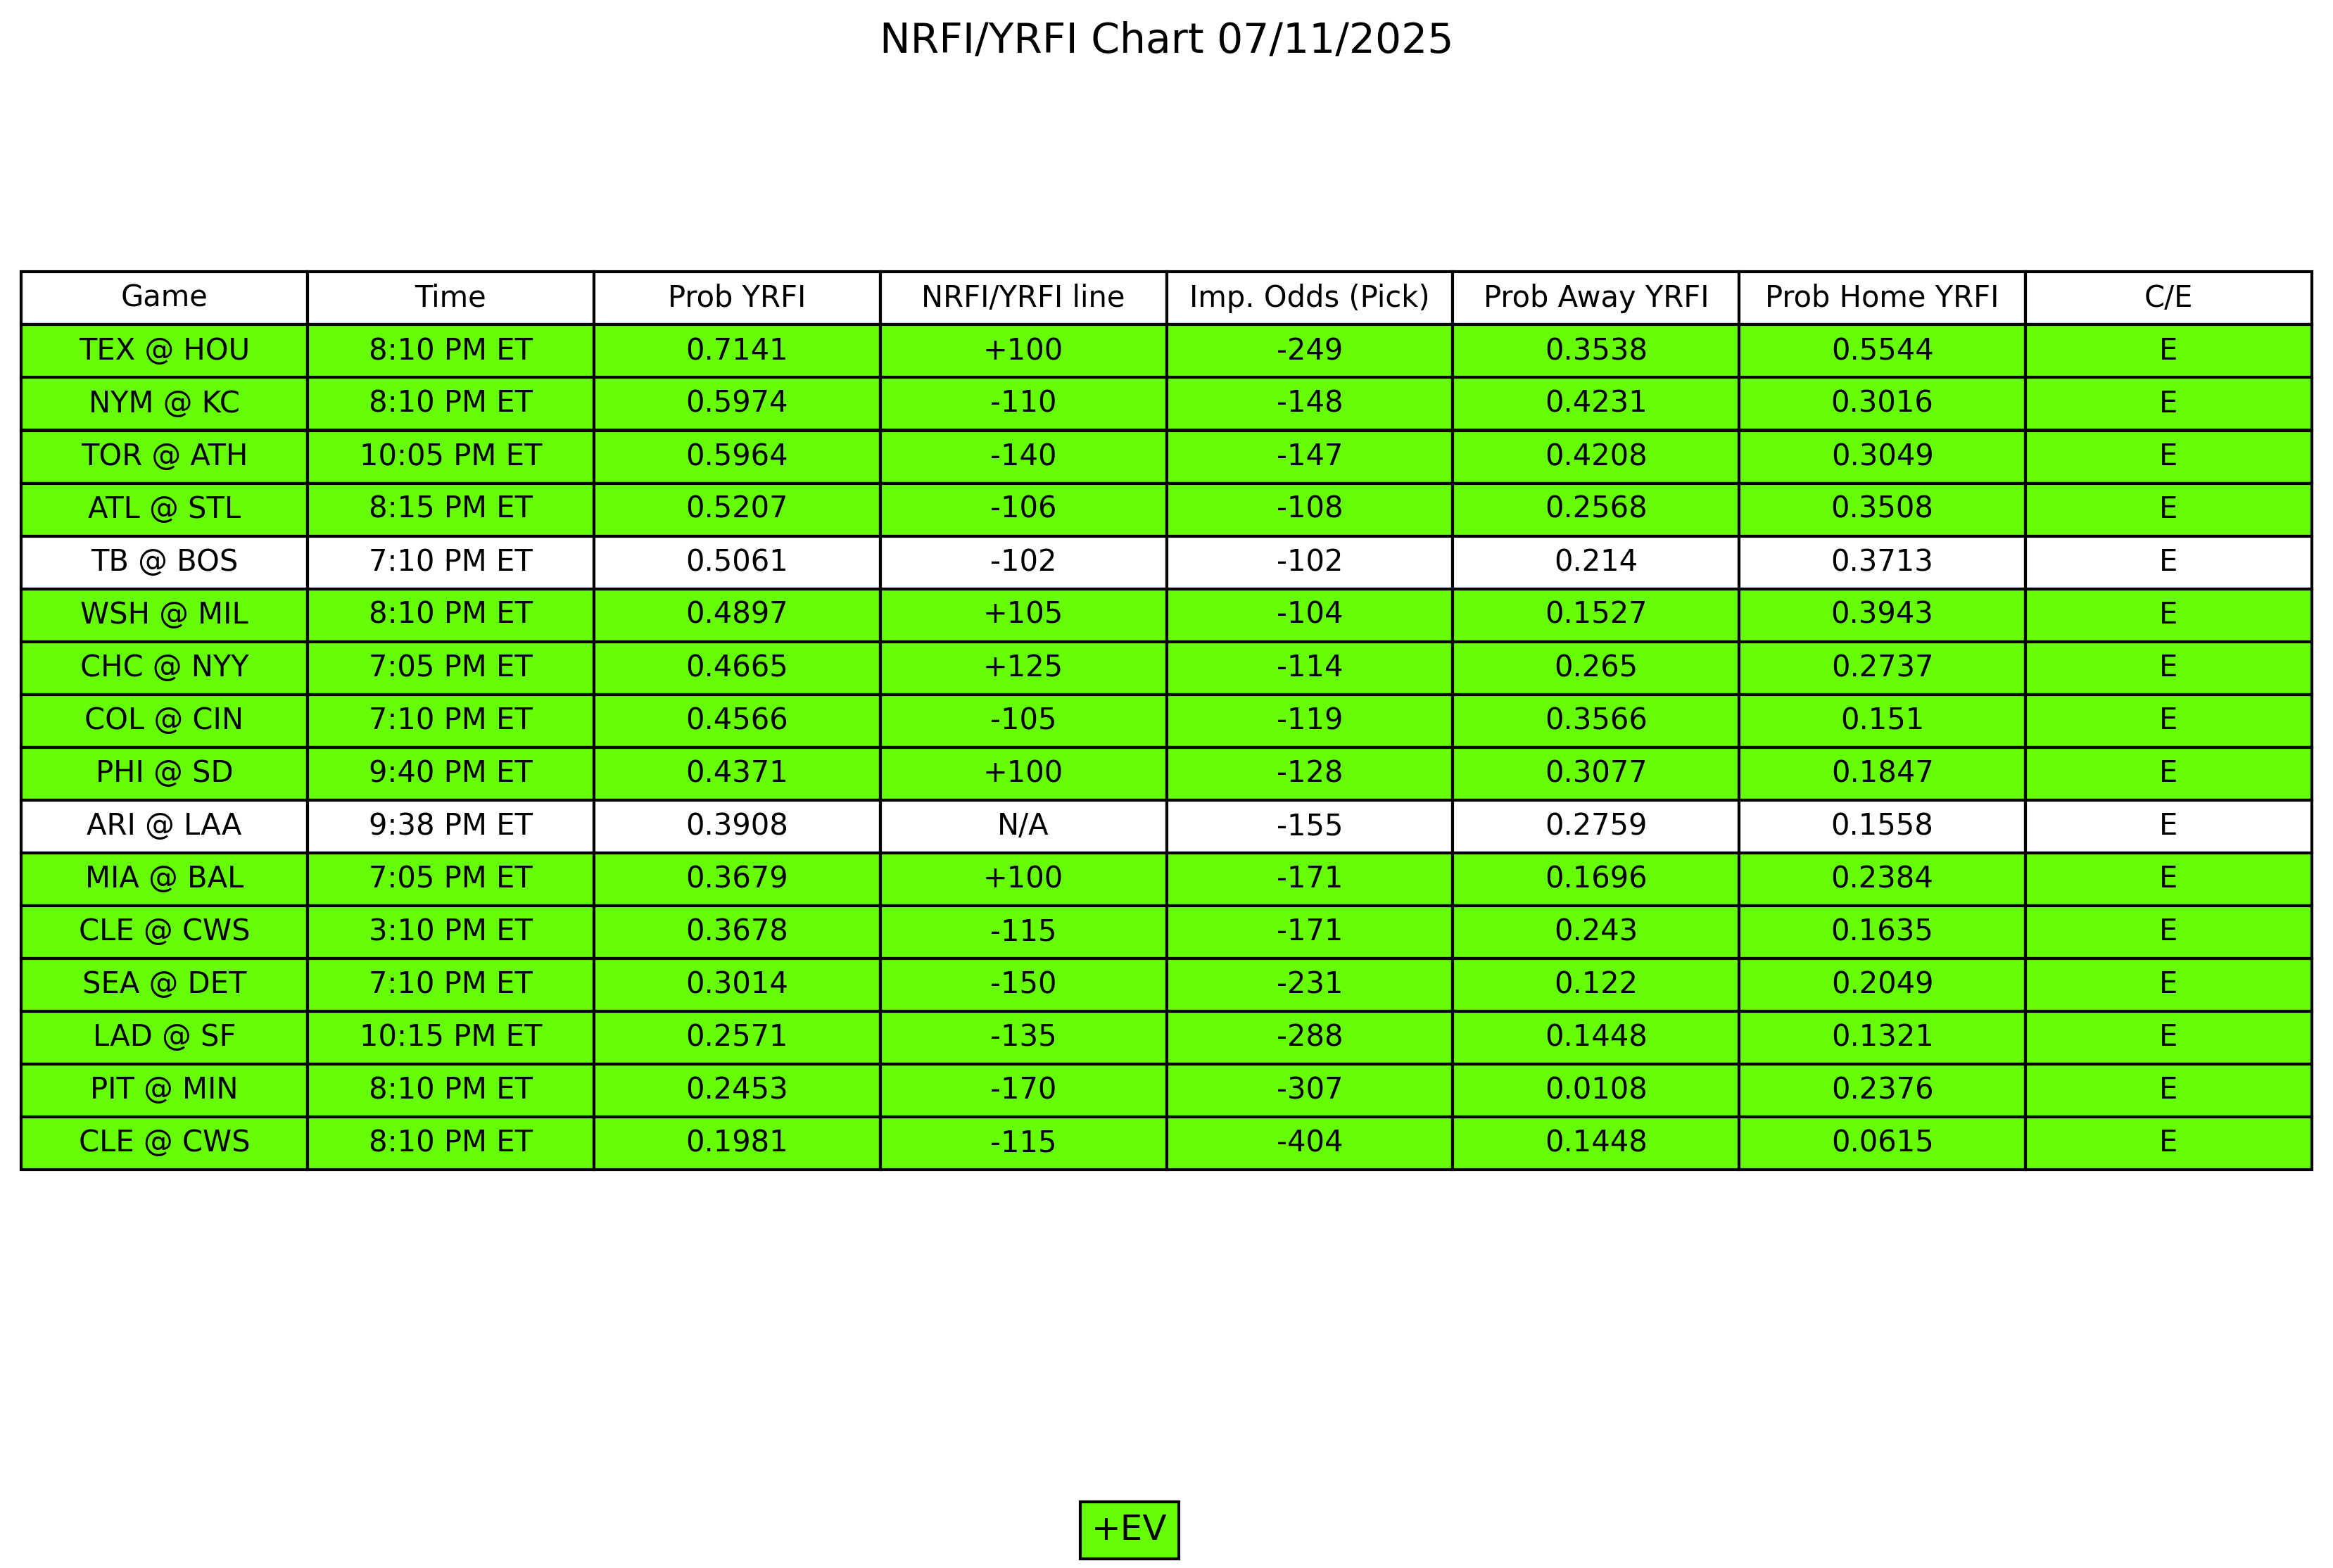 NRFI/YRFI Chart 07/11/2025
Game Time Prob YRFI NRFI/YRFI line Imp. Odds (Pick) Prob Away YRFI Prob Home YRFI C/E
TEX @ HOU 8:10 PM ET 0.7141 +100 -249 0.3538 0.5544 E
NYM @ KC 8:10 PM ET 0.5974 -110 -148 0.4231 0.3016 E
TOR @ ATH 10:05 PM ET 0.5964 -140 -147 0.4208 0.3049 E
ATL @ STL 8:15 PM ET 0.5207 -106 -108 0.2568 0.3508 E
TB @ BOS 7:10 PM ET 0.5061 -102 -102 0.214 0.3713 E
WSH @ MIL 8:10 PM ET 0.4897 +105 -104 0.1527 0.3943 E
CHC @ NYY 7:05 PM ET 0.4665 +125 -114 0.265 0.2737 E
COL @ CIN 7:10 PM ET 0.4566 -105 -119 0.3566 0.151 E
PHI @ SD 9:40 PM ET 0.4371 +100 -128 0.3077 0.1847 E
ARI @ LAA 9:38 PM ET 0.3908 N/A -155 0.2759 0.1558 E
MIA @ BAL 7:05 PM ET 0.3679 +100 -171 0.1696 0.2384 E
CLE @ CWS 3:10 PM ET 0.3678 -115 -171 0.243 0.1635 E
SEA @ DET 7:10 PM ET 0.3014 -150 -231 0.122 0.2049 E
LAD @ SF 10:15 PM ET 0.2571 -135 -288 0.1448 0.1321 E
PIT @ MIN 8:10 PM ET 0.2453 -170 -307 0.0108 0.2376 E
CLE @ CWS 8:10 PM ET 0.1981 -115 -404 0.1448 0.0615 E
+EV